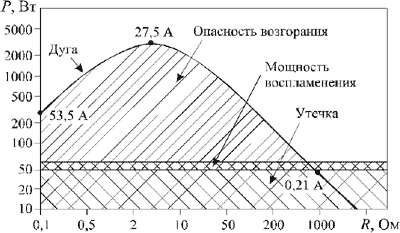 P, Вт
27,5 А
5000
Опасность возгорания
Дуга
2000
1000
Мощность
воспламенения
500
53,5 А
Утечка
200
100
50
40
0,21 А
20
10
0,1 0,5 2 10 50 200 1000 R, Ом